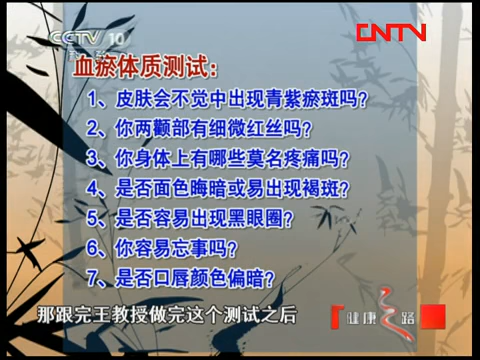 CCTV 10
CNTV
血瘀体质测试：
1、皮肤会不觉中出现青紫瘀斑吗？
2、你两颧部有细微红丝吗？
3、你身体上有哪些莫名疼痛吗？
4、是否面色晦暗或易出现褐斑？
5、是否容易出现黑眼圈？
6、你容易忘事吗？
7、是否口唇颜色偏暗？
那跟完王教授做完这个测试之后
健康之路